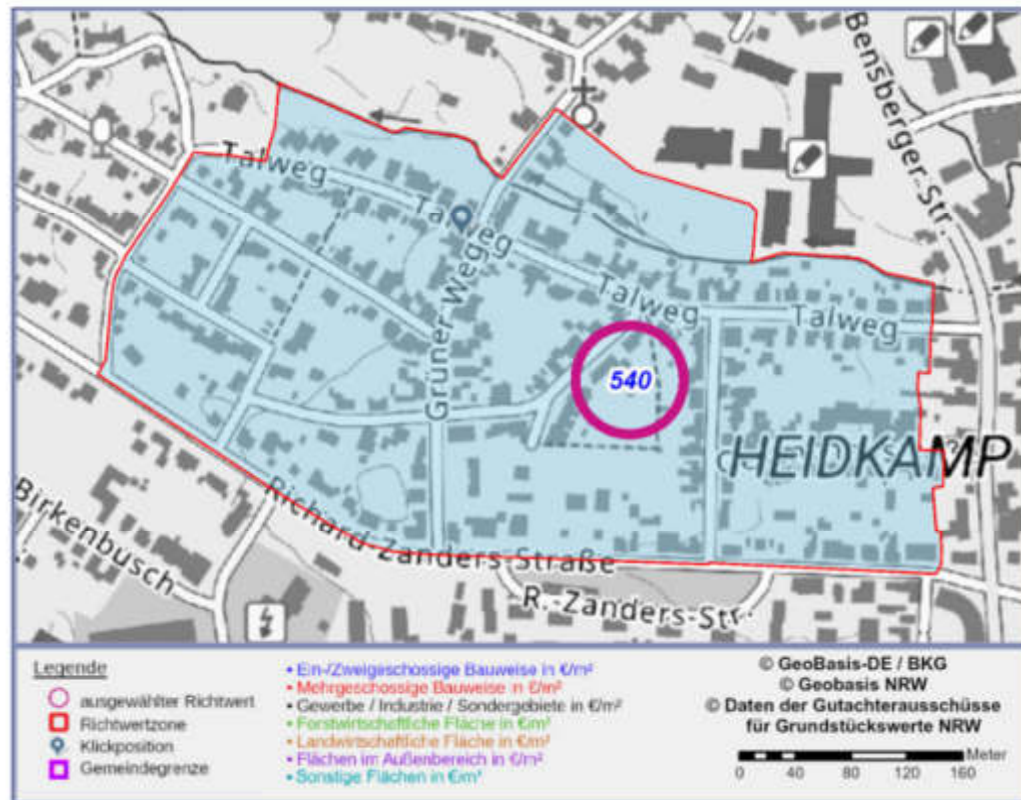 Bensberger-Str.
Talweg
Talweg
Talweg
Talweg
Grüner Weg
540
HEIDKAMP
Richard-Zanders-Straße
Birkenbusch
R.-Zanders-Str.
Legende
ausgewählter Richtwert
Richtwertzone
Klickposition
Gemeindegrenze
• Ein-/Zweigeschossige Bauweise in €/m²
• Mehrgeschossige Bauweise in €/m²
• Gewerbe / Industrie / Sondergebiete in €/m²
• Forstwirtschaftliche Fläche in €/m²
• Landwirtschaftliche Fläche in €/m²
• Flächen im Außenbereich in €/m²
• Sonstige Flächen in €/m²
© GeoBasis-DE / BKG
© Geobasis NRW
© Daten der Gutachterausschüsse
für Grundstückswerte NRW
Meter
0 40 80 120 160